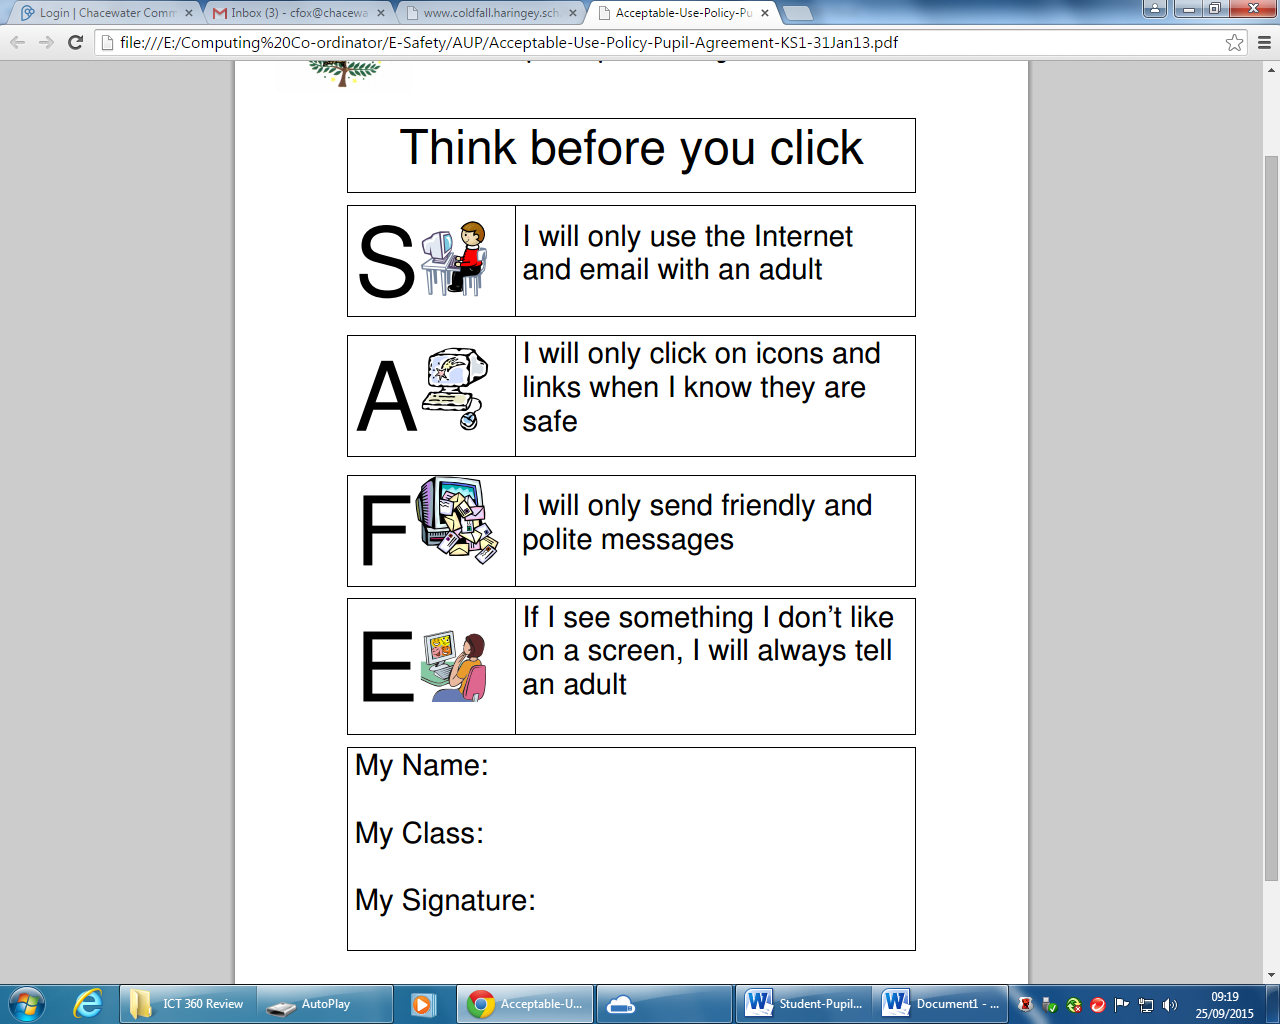 Login | Chacewater Comm
Inbox (3) - cfox@chacewa
www.coldfall.haringey.sch
Acceptable-Use-Policy-Pu
file:///E:/Computing%20Co-ordinator/E-Safety/AUP/Acceptable-Use-Policy-Pupil-Agreement-KS1-31Jan13.pdf
Think before you click
S
I will only use the Internet
and email with an adult
A
I will only click on icons and
links when I know they are
safe
F
I will only send friendly and
polite messages
E
If I see something I don’t like
on a screen, I will always tell
an adult
My Name:
My Class:
My Signature:
ICT 360 Review
AutoPlay
Acceptable-U...
Student-Pupil...
Document1 - ...
09:19
25/09/2015